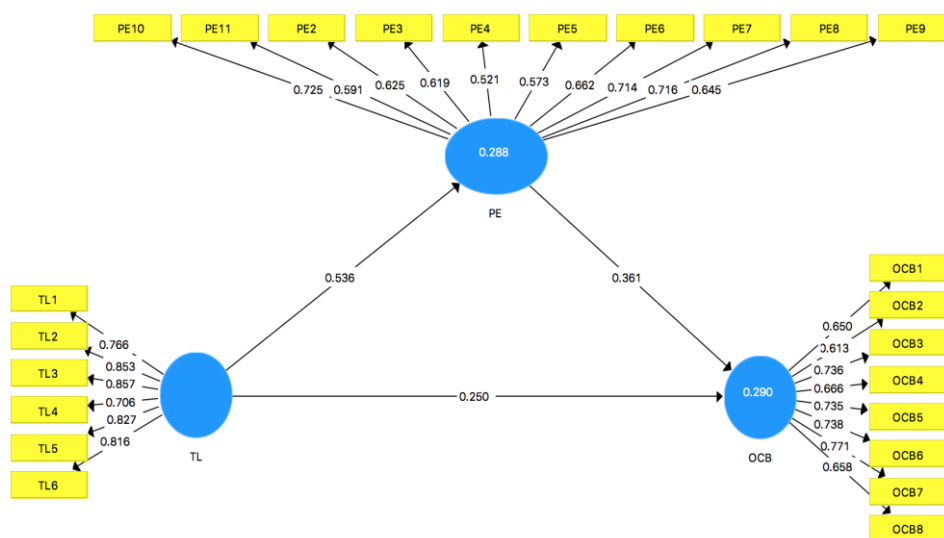 PE10 PE11 PE2 PE3 PE4 PE5 PE6 PE7 PE8 PE9
0.725 0.591 0.625 0.619 0.521 0.573 0.662 0.714 0.716 0.645
0.288
PE
0.536
0.361
TL1
TL2
TL3
TL4
TL5
TL6
0.766
0.853
0.857
0.706
0.827
0.816
TL
0.250
0.290
OCB
0.650
0.613
0.736
0.666
0.735
0.738
0.771
0.658
OCB1
OCB2
OCB3
OCB4
OCB5
OCB6
OCB7
OCB8